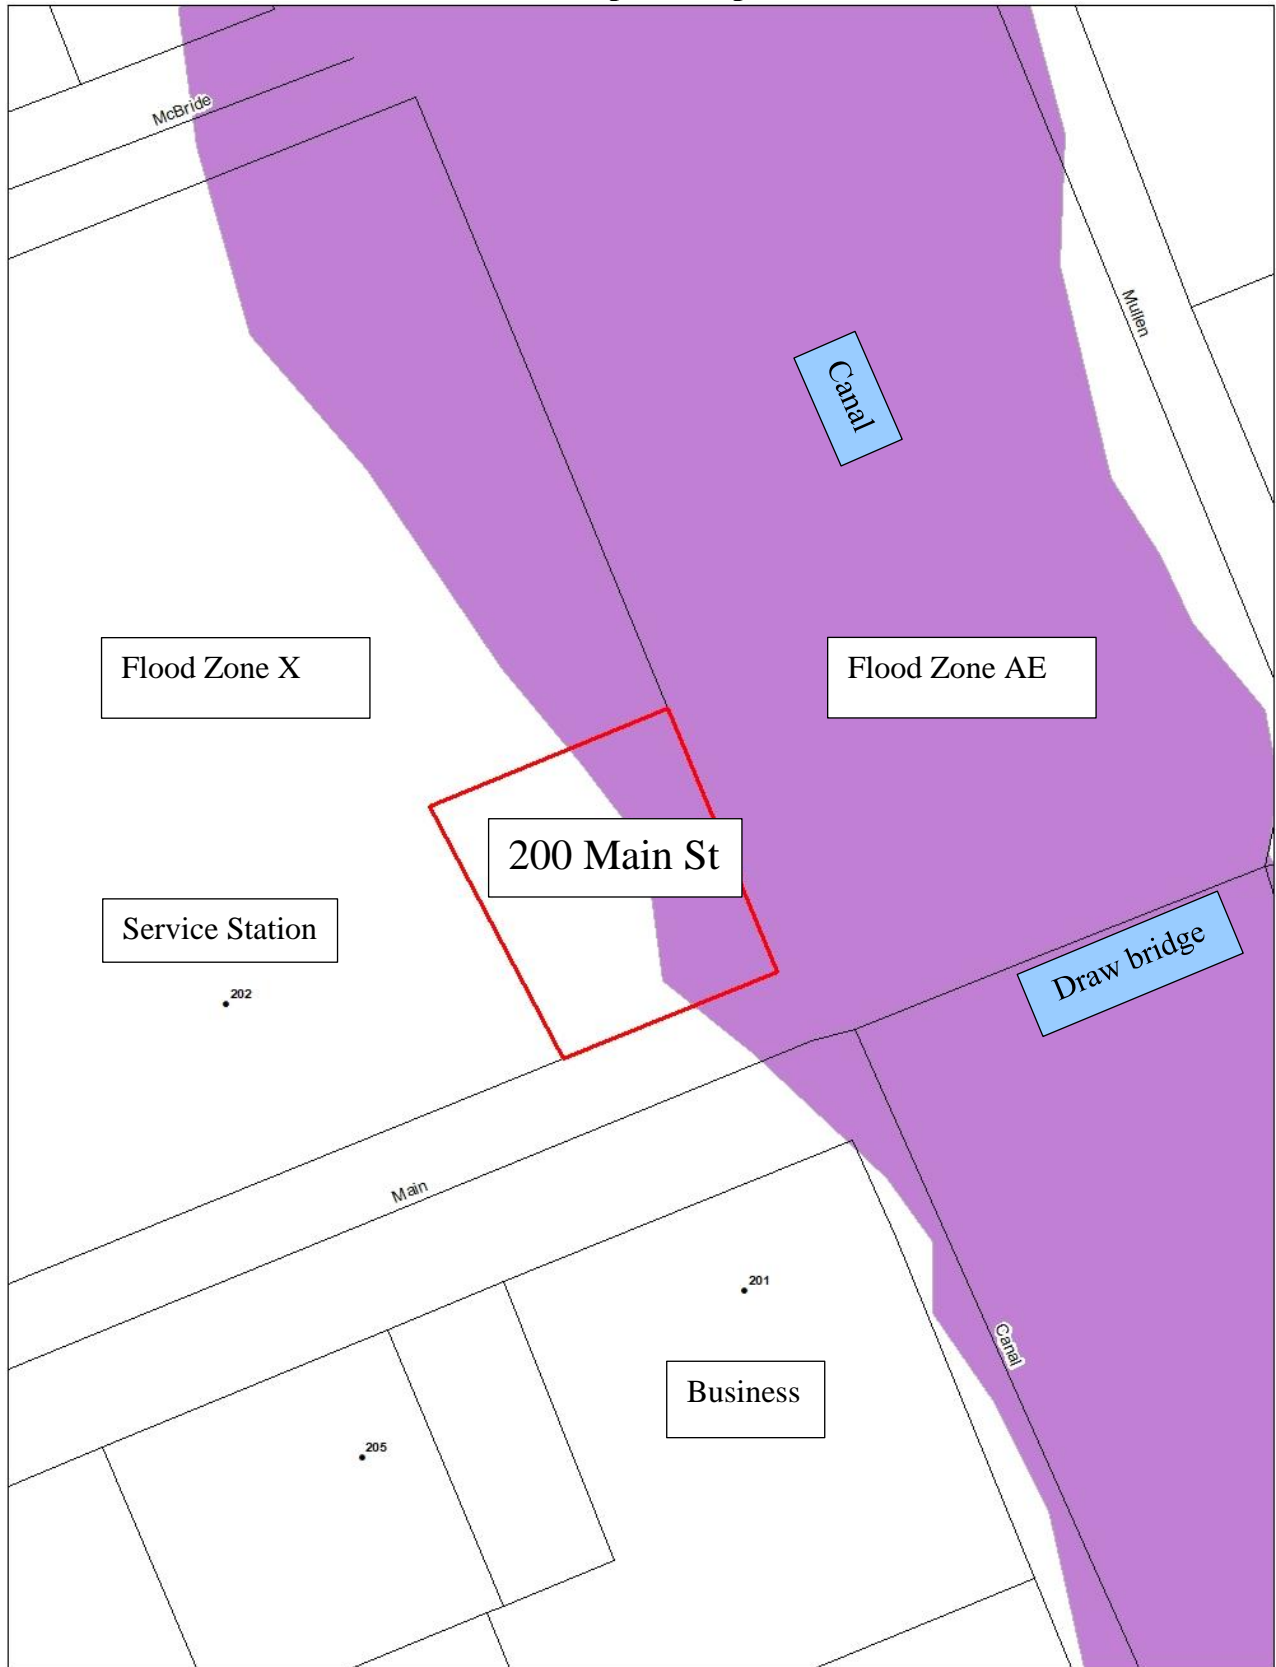 McBride
Mullen
Canal
Flood Zone X
Flood Zone AE
200 Main St
Service Station
Draw bridge
202
Main
201
Canal
Business
205